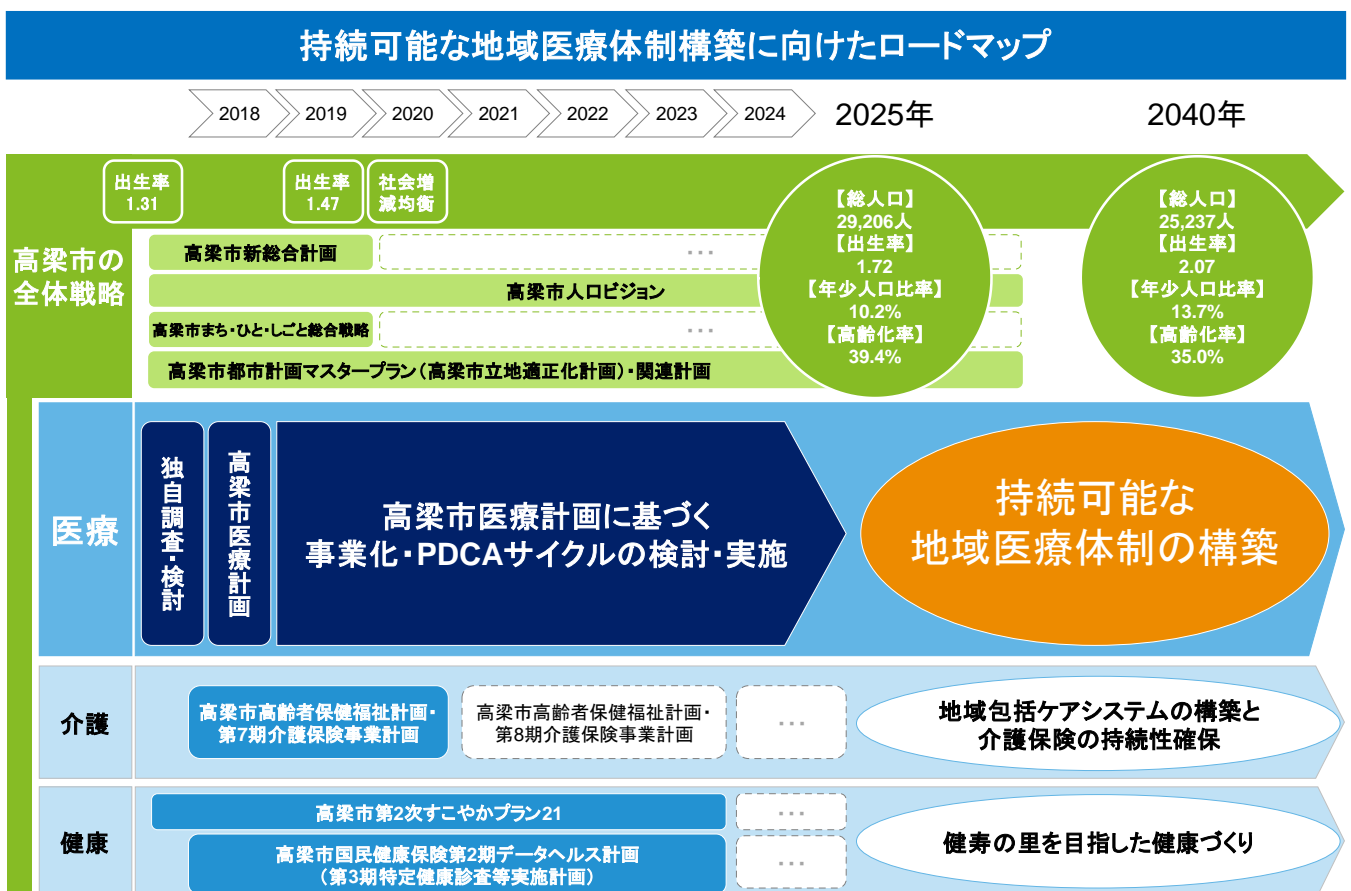 持続可能な地域医療体制構築に向けたロードマップ
2018
2019
2020
2021
2022
2023
2024
2025年
2040年
高梁市の
全体戦略
出生率
1.31
出生率
1.47
社会増
減均衡
高梁市新総合計画
…
高梁市人口ビジョン
高梁市まち・ひと・しごと総合戦略
…
高梁市都市計画マスタープラン(高梁市立地適正化計画)・関連計画
【総人口】
29,206人
【出生率】
1.72
【年少人口比率】
10.2%
【高齢化率】
39.4%
【総人口】
25,237人
【出生率】
2.07
【年少人口比率】
13.7%
【高齢化率】
35.0%
医療
独自調査・検討
高梁市医療計画
高梁市医療計画に基づく
事業化・PDCAサイクルの検討・実施
持続可能な
地域医療体制の構築
介護
高梁市高齢者保健福祉計画・
第7期介護保険事業計画
高梁市高齢者保健福祉計画・
第8期介護保険事業計画
…
地域包括ケアシステムの構築と
介護保険の持続性確保
健康
高梁市第2次すこやかプラン21
…
高梁市国民健康保険第2期データヘルス計画
(第3期特定健康診査等実施計画)
…
健寿の里を目指した健康づくり